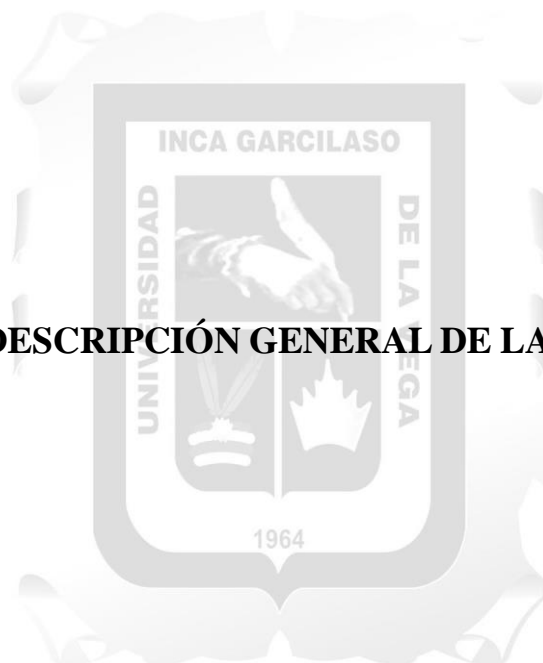 INCA GARCILASO
UNIVERSIDAD
DE LA VEGA
DESCRIPCIÓN GENERAL DE LA
1964